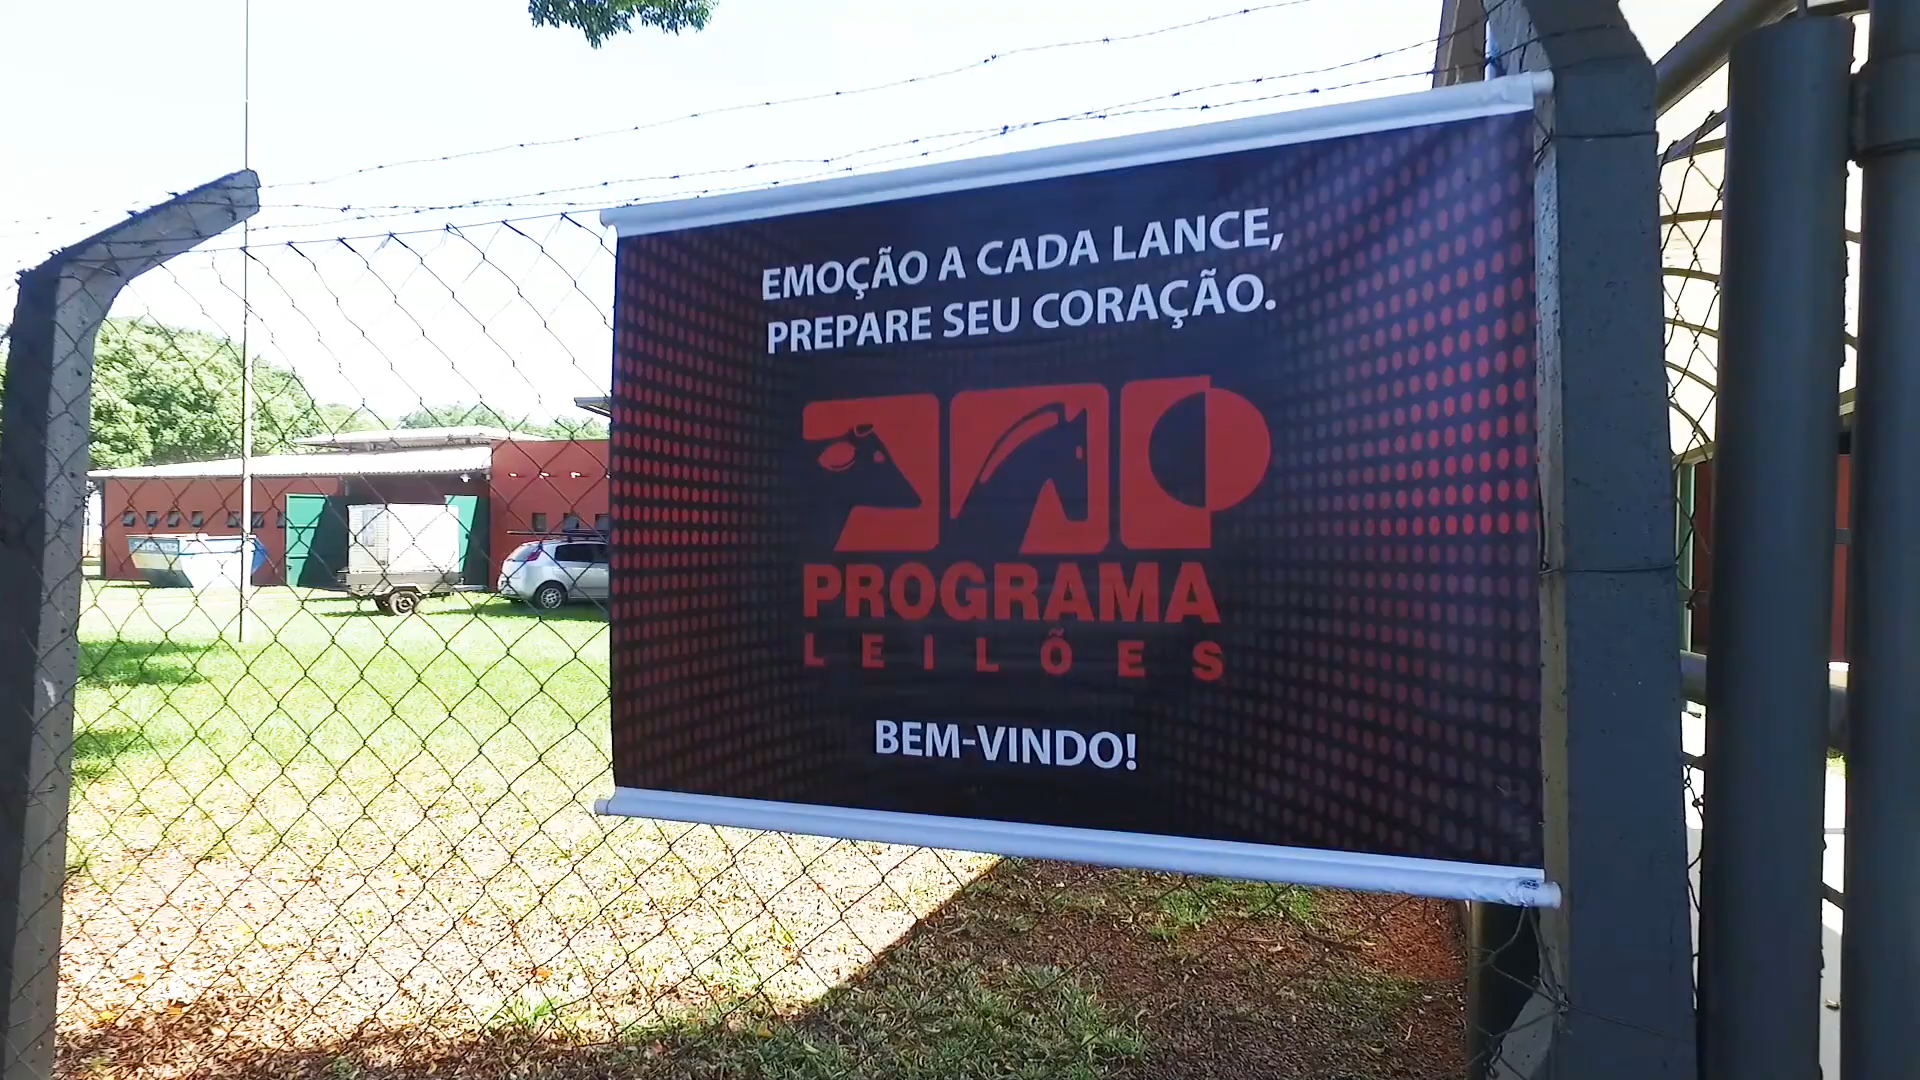 EMOÇÃO A CADA LANCE,
PREPARE SEU CORAÇÃO.
PROGRAMA
LEILÕES
BEM-VINDO!